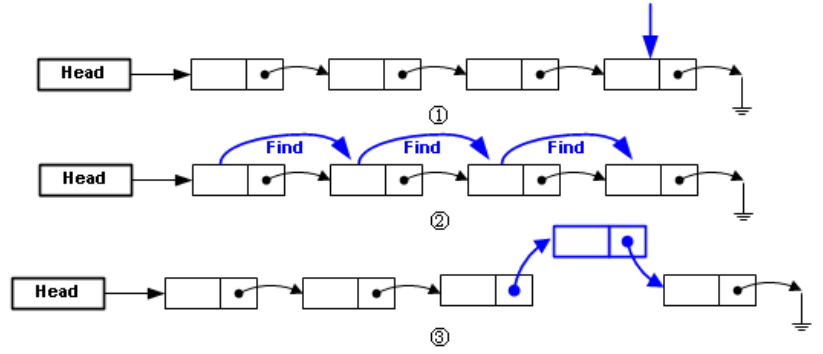 Head
①
Find Find Find
Head
②
Head
③